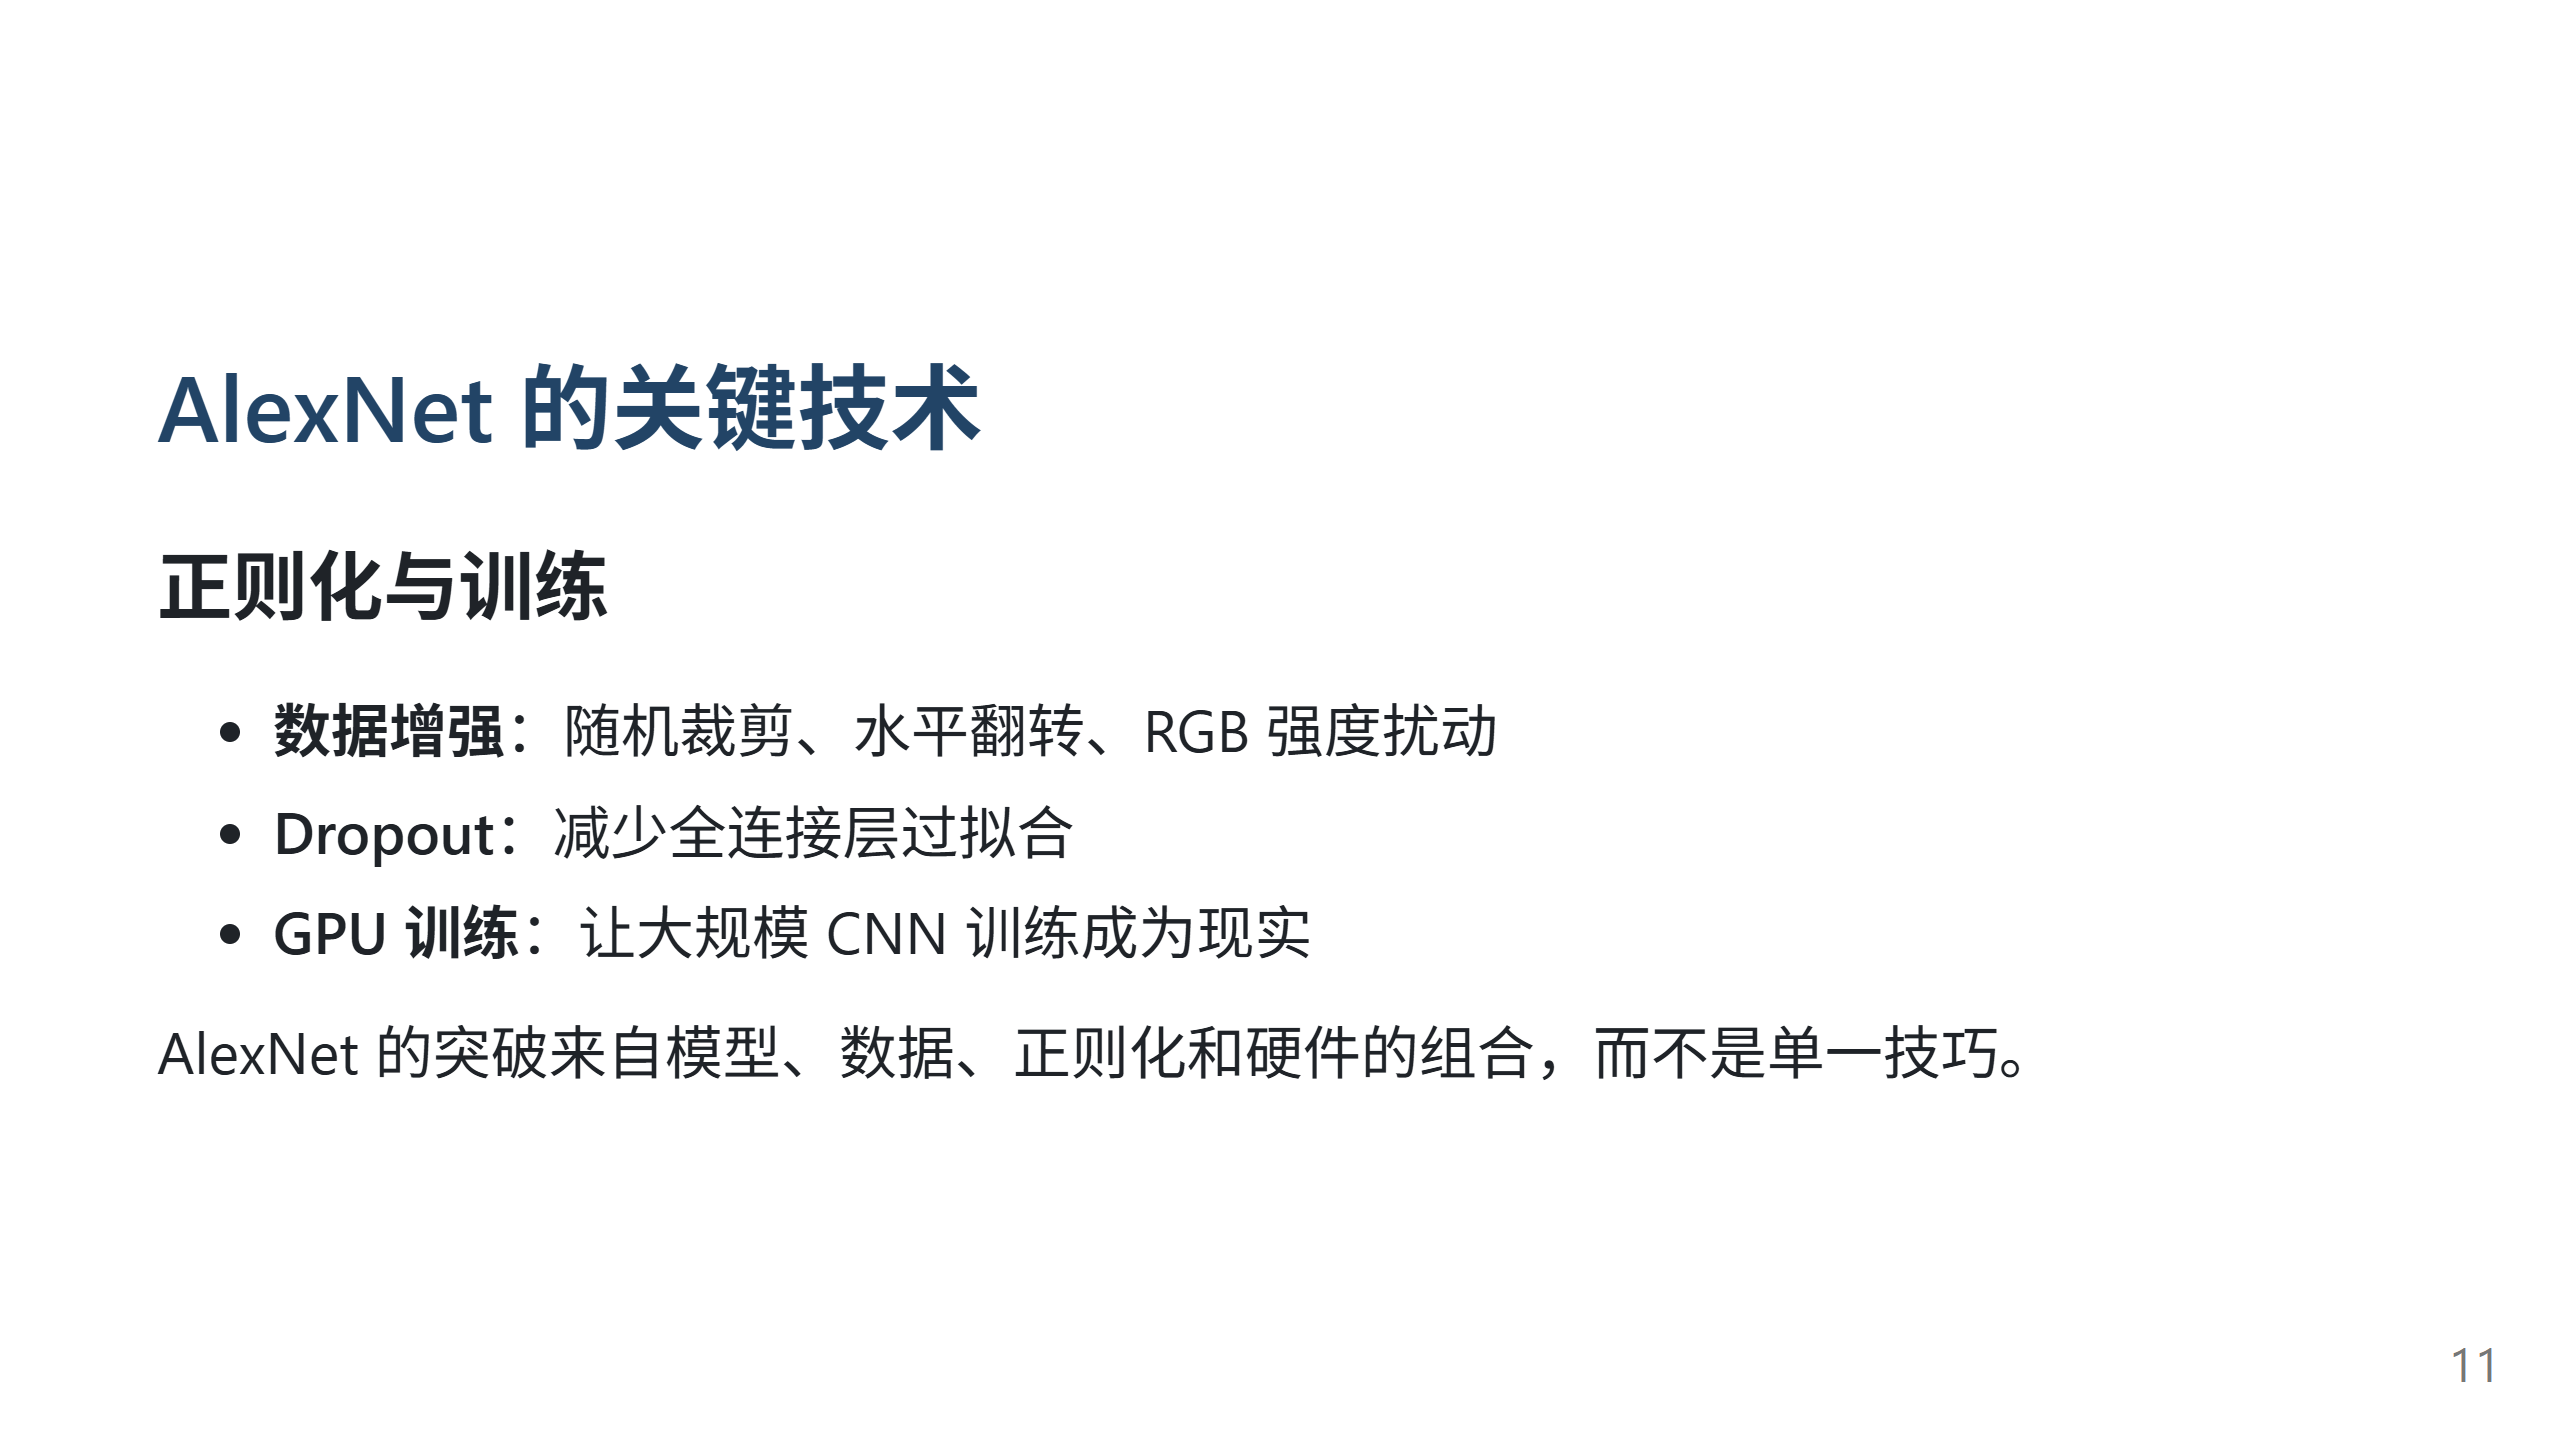 AlexNet 的关键技术
正则化与训练
• 数据增强：随机裁剪、水平翻转、RGB 强度扰动
• Dropout：减少全连接层过拟合
• GPU 训练：让大规模 CNN 训练成为现实
AlexNet 的突破来自模型、数据、正则化和硬件的组合，而不是单一技巧。
11